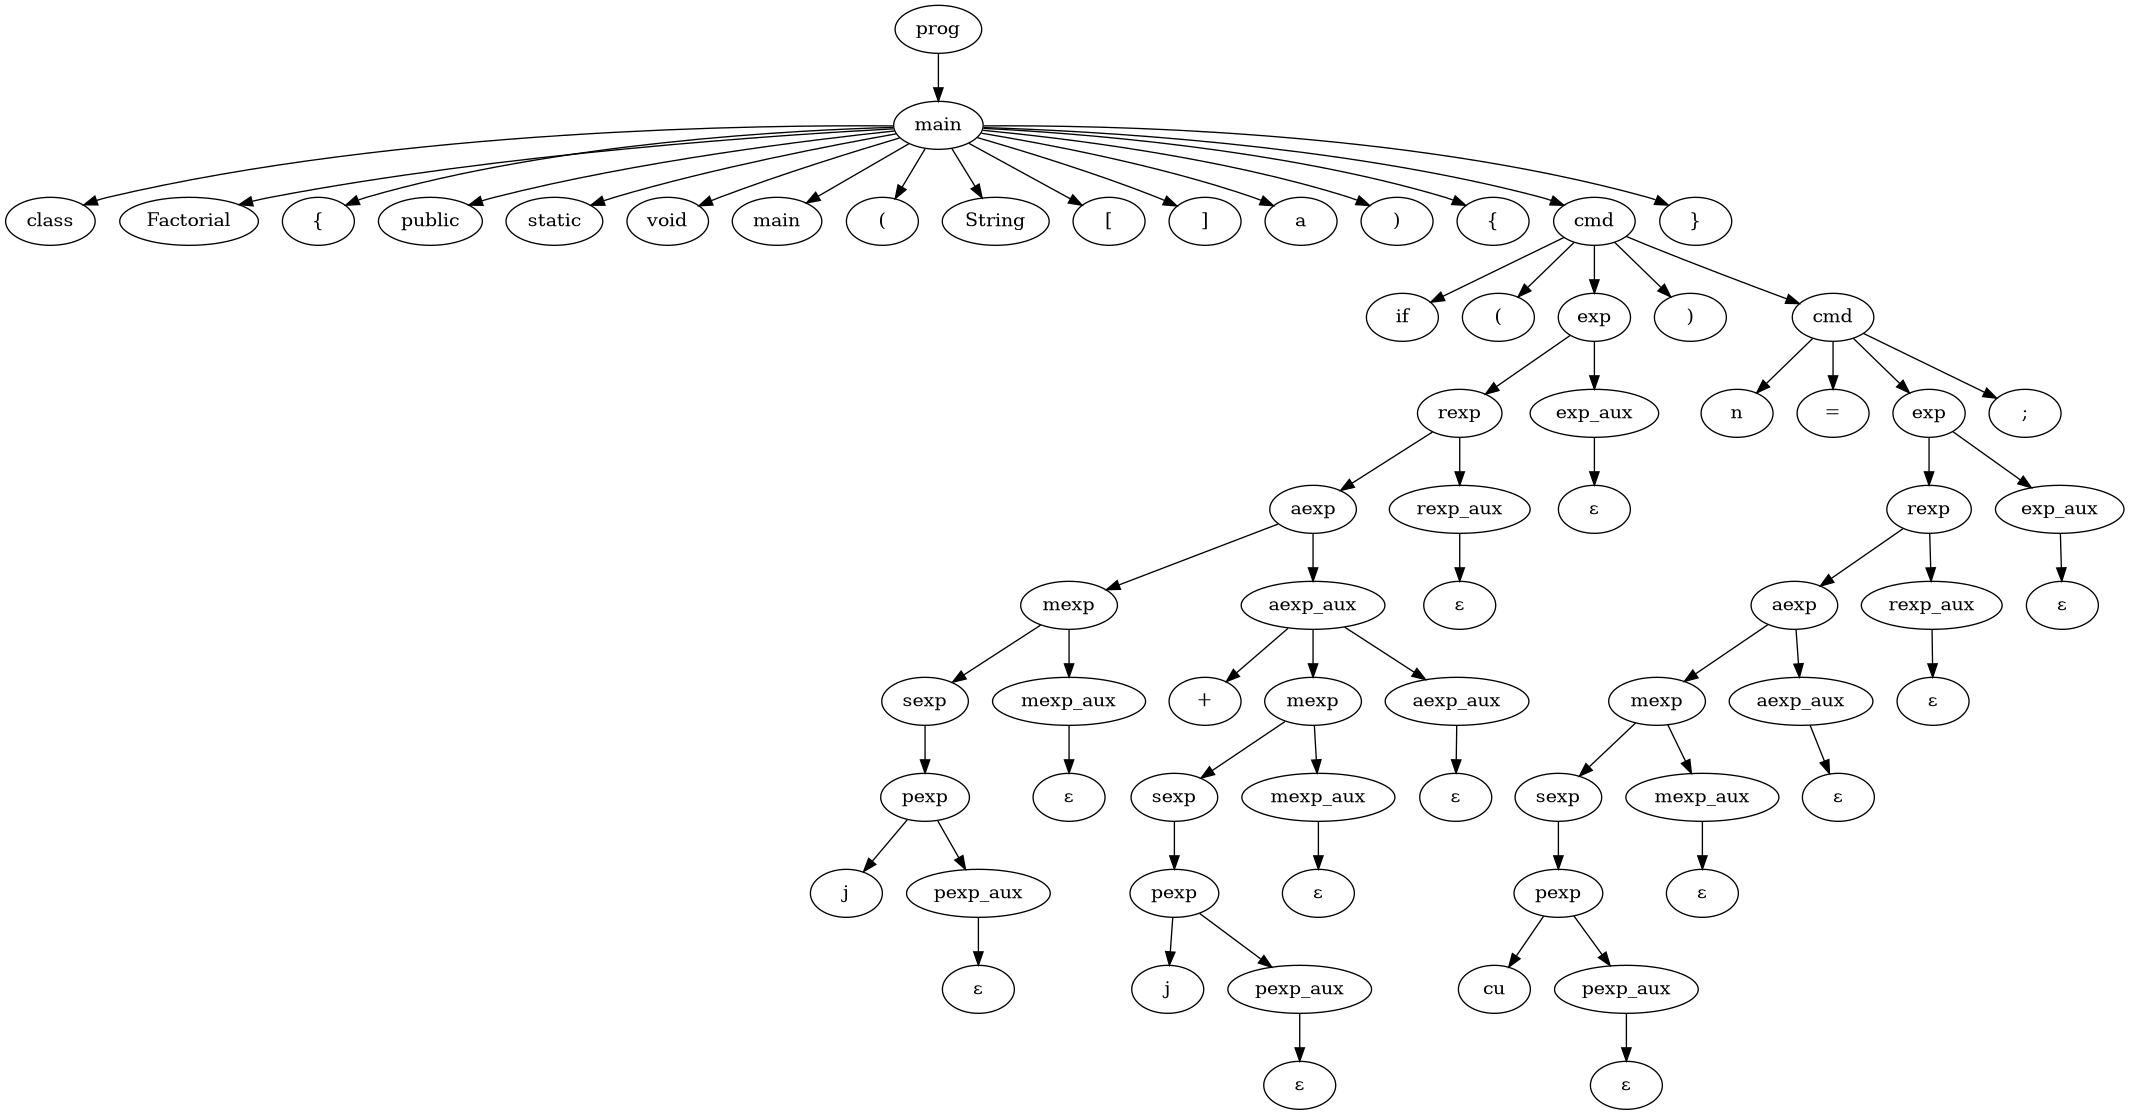 prog
main
class Factorial { public static void main ( String [ ] a ) { cmd }
if ( exp ) cmd
rexp exp_aux n = exp ;
aexp rexp_aux ε rexp exp_aux
mexp aexp_aux ε aexp rexp_aux ε
sexp mexp_aux + mexp aexp_aux mexp aexp_aux ε
pexp ε sexp mexp_aux ε sexp mexp_aux ε
j pexp_aux pexp ε pexp ε
ε j pexp_aux cu pexp_aux
ε ε